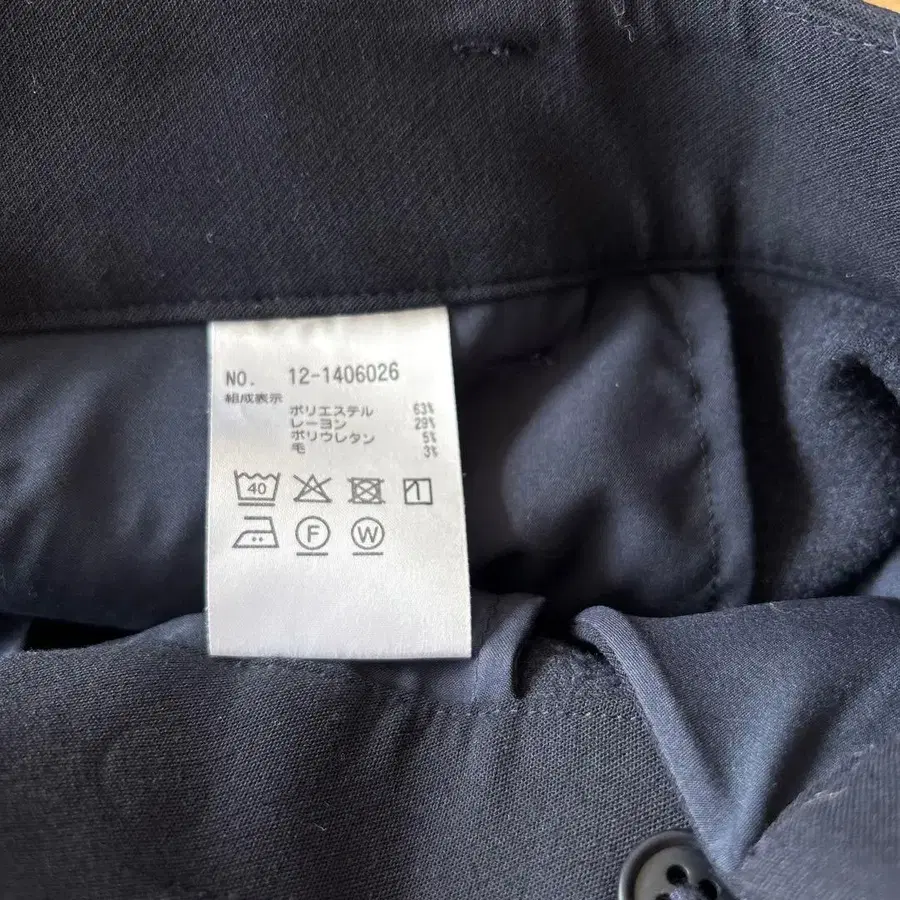 NO. 12-1406026
組成表示
ポリエステル 63%
レーヨン 29%
ポリウレタン 5%
毛 3%
40
F W